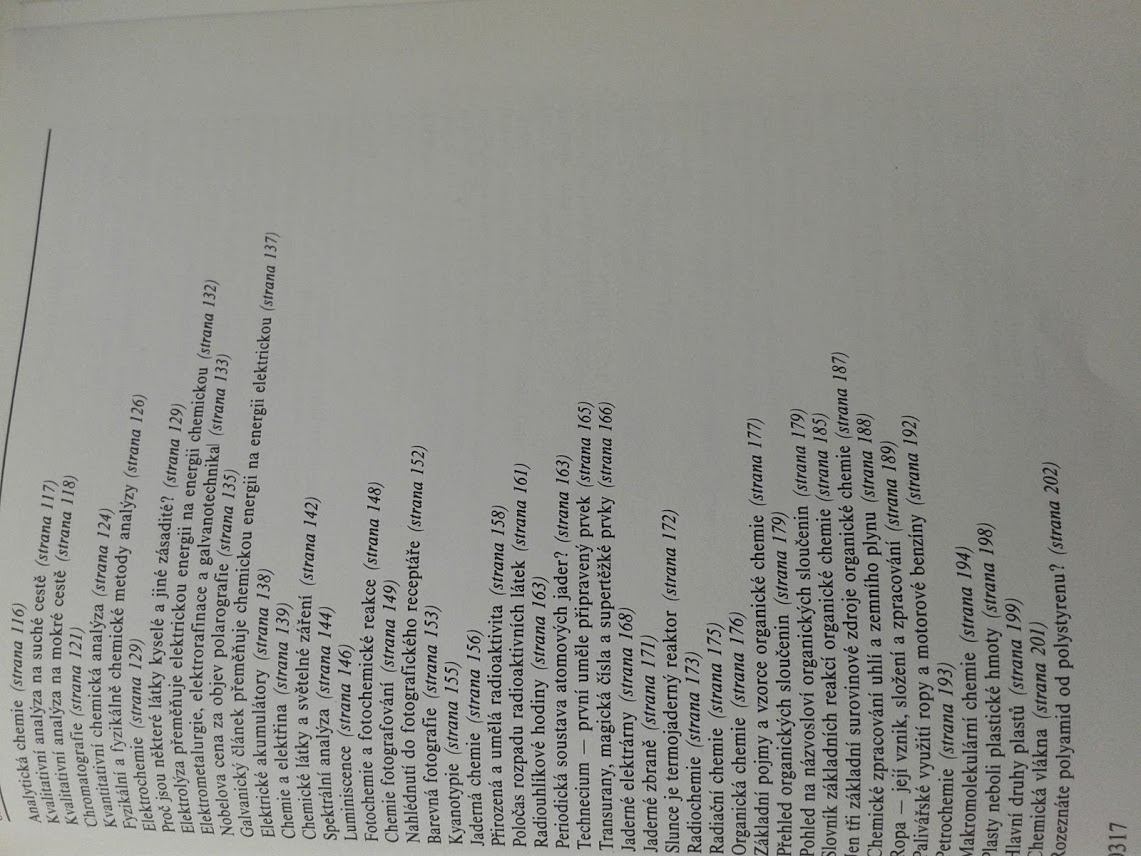 Analytická chemie (strana 116)
Kvalitativní analýza na suché cestě (strana 117)
Kvalitativní analýza na mokré cestě (strana 118)
Chromatografie (strana 121)
Kvantitativní chemická analýza (strana 124)
Fyzikální a fyzikálně chemické metody analýzy (strana 126)
Elektrochemie (strana 129)
Proč jsou některé látky kyselé a jiné zásadité? (strana 129)
Elektrolýza přeměňuje elektrickou energii na energii chemickou (strana 132)
Elektrometalurgie, elektrorafinace a galvanotechnika (strana 133)
Nobelova cena za objev polarografie (strana 135)
Galvanický článek přeměňuje chemickou energii na energii elektrickou (strana 137)
Elektrické akumulátory (strana 138)
Chemie a elektřina (strana 139)
Chemické látky a světelné záření (strana 142)
Spektrální analýza (strana 144)
Luminiscence (strana 146)
Fotochemie a fotochemické reakce (strana 148)
Chemie fotografování (strana 149)
Nahlédnutí do fotografického receptáře (strana 152)
Barevná fotografie (strana 153)
Kyanotypie (strana 155)
Jaderná chemie (strana 156)
Přirozená a umělá radioaktivita (strana 158)
Poločas rozpadu radioaktivních látek (strana 161)
Radiouhlíkové hodiny (strana 163)
Periodická soustava atomových jader? (strana 163)
Technecium — první uměle připravený prvek (strana 165)
Transurany, magická čísla a supertěžké prvky (strana 166)
Jaderné elektrárny (strana 168)
Jaderné zbraně (strana 171)
Slunce je termojaderný reaktor (strana 172)
Radiochemie (strana 173)
Radiační chemie (strana 175)
Organická chemie (strana 176)
Základní pojmy a vzorce organické chemie (strana 177)
Přehled organických sloučenin (strana 179)
Pohled na názvosloví organických sloučenin (strana 179)
Slovník základních reakcí organické chemie (strana 185)
Jen tři základní surovinové zdroje organické chemie (strana 187)
Chemické zpracování uhlí a zemního plynu (strana 188)
Ropa — její vznik, složení a zpracování (strana 189)
Palivářské využití ropy a motorové benzíny (strana 192)
Petrochemie (strana 193)
Makromolekulární chemie (strana 194)
Plasty neboli plastické hmoty (strana 198)
Hlavní druhy plastů (strana 199)
Chemická vlákna (strana 201)
Rozeznáte polyamid od polystyrenu? (strana 202)
317